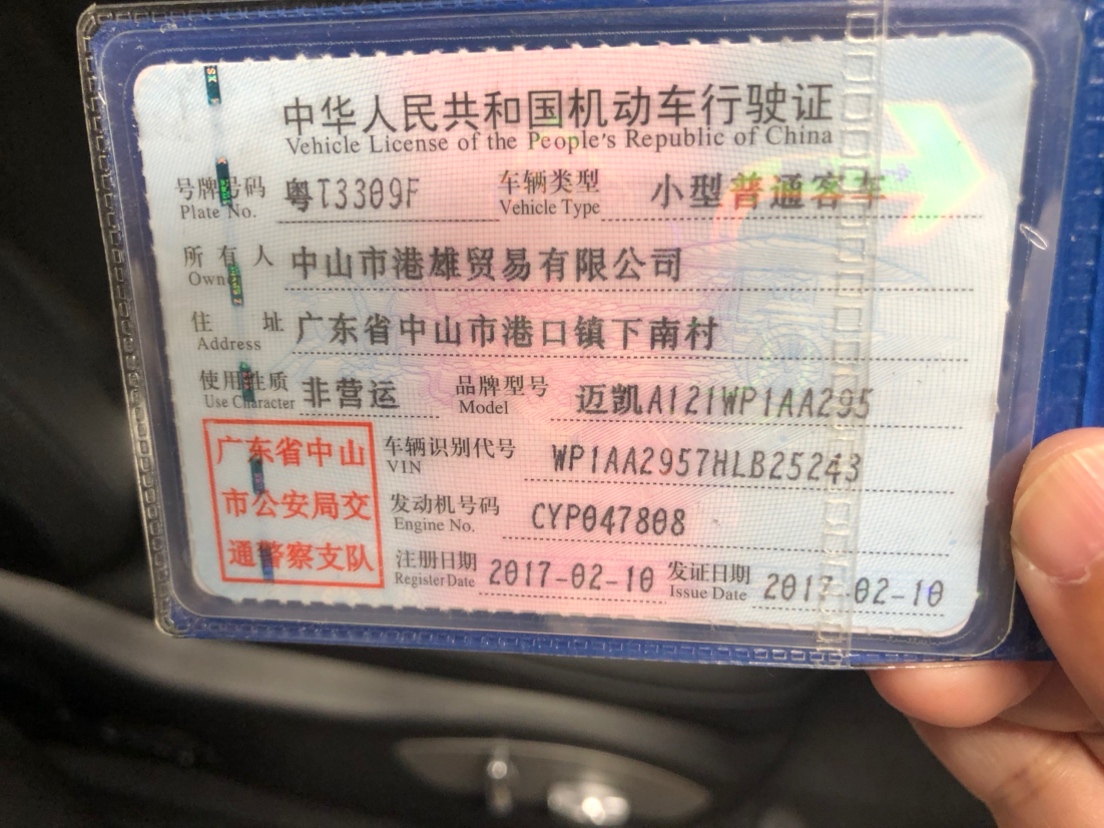 中华人民共和国机动车行驶证
Vehicle License of the People's Republic of China
号牌号码 粤T3309F 车辆类型 小型普通客车
Plate No. Vehicle Type
所有人 中山市港雄贸易有限公司
Owner
住址 广东省中山市港口镇下南村
Address
使用性质 非营运 品牌型号 迈凯A121WP1AA295
Use Character Model
车辆识别代号 WP1AA2957HLB25243
VIN
发动机号码 CYP047808
Engine No.
注册日期 2017-02-10 发证日期 2017-02-10
Register Date Issue Date
广东省中山
市公安局交
通警察支队